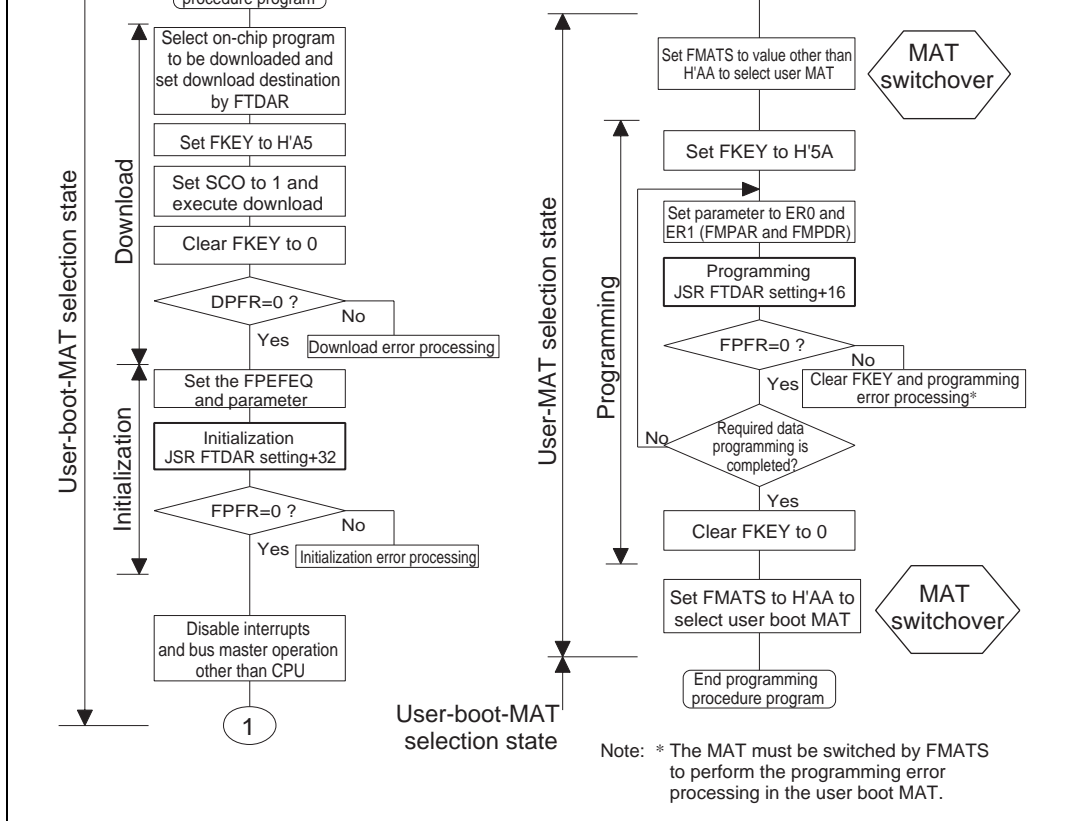 procedure program
Select on-chip program
to be downloaded and
set download destination
by FTDAR
Set FKEY to H'A5
Set SCO to 1 and
execute download
Clear FKEY to 0
DPFR=0 ?
No
Yes
Download error processing
Set the FPEFEQ
and parameter
Initialization
JSR FTDAR setting+32
FPFR=0 ?
No
Yes
Initialization error processing
Disable interrupts
and bus master operation
other than CPU
1
User-boot-MAT selection state
Download
Initialization
Set FMATS to value other than
H'AA to select user MAT
MAT
switchover
Set FKEY to H'5A
Set parameter to ER0 and
ER1 (FMPAR and FMPDR)
Programming
JSR FTDAR setting+16
FPFR=0 ?
No
Yes
Clear FKEY and programming
error processing*
Required data
programming is
completed?
No
Yes
Clear FKEY to 0
Set FMATS to H'AA to
select user boot MAT
MAT
switchover
End programming
procedure program
User-MAT selection state
Programming
User-boot-MAT
selection state
Note: * The MAT must be switched by FMATS
to perform the programming error
processing in the user boot MAT.